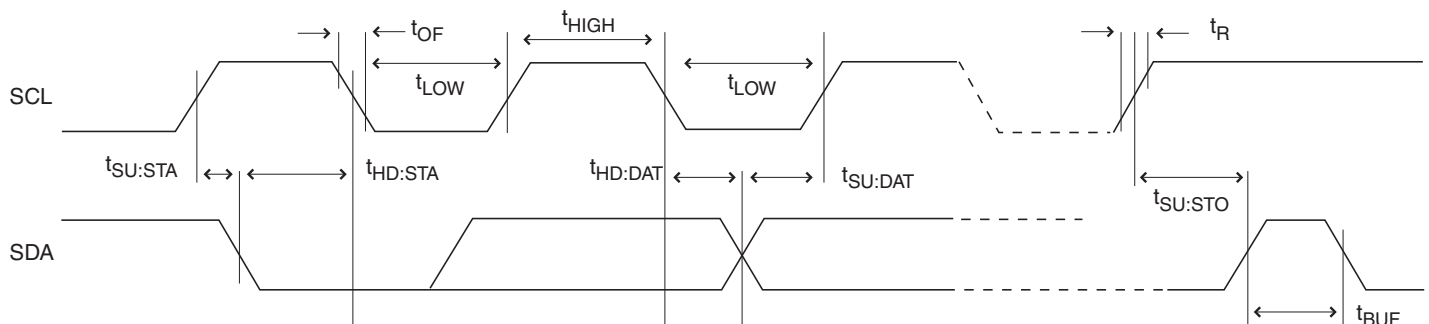 tOF
tHIGH
tR
SCL
tLOW
tLOW
tSU:STA
tHD:STA
tHD:DAT
tSU:DAT
tSU:STO
SDA
tBUF